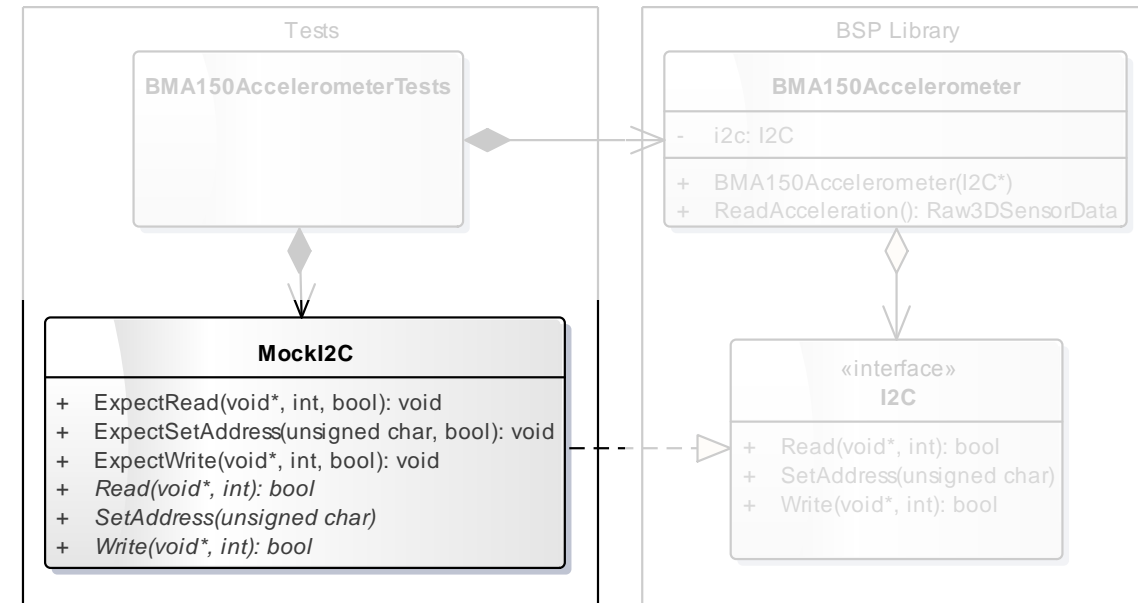 Tests
BMA150AccelerometerTests
MockI2C
+ ExpectRead(void*, int, bool): void
+ ExpectSetAddress(unsigned char, bool): void
+ ExpectWrite(void*, int, bool): void
+ Read(void*, int): bool
+ SetAddress(unsigned char)
+ Write(void*, int): bool
BSP Library
BMA150Accelerometer
- i2c: I2C
+ BMA150Accelerometer(I2C*)
+ ReadAcceleration(): Raw3DSensorData
«interface»
I2C
+ Read(void*, int): bool
+ SetAddress(unsigned char)
+ Write(void*, int): bool